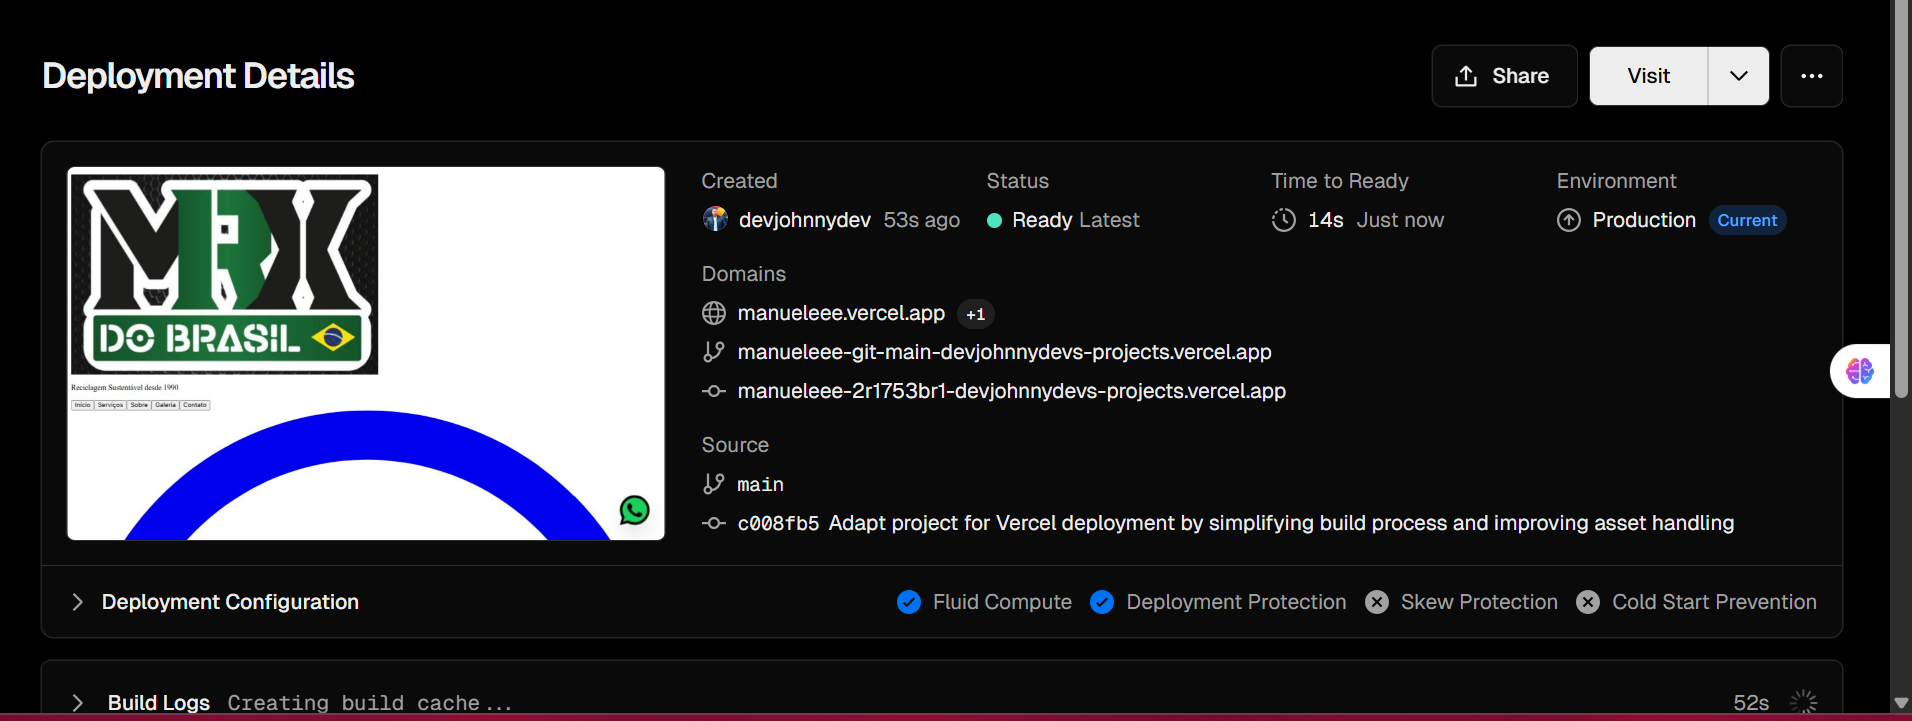 Deployment Details
Share
Visit
MRX
DO BRASIL
Reciclagem Sustentável desde 1990
Início Serviços Sobre Galeria Contato
Created
devjohnnydev 53s ago
Status
Ready Latest
Time to Ready
14s Just now
Environment
Production Current
Domains
manueleee.vercel.app +1
manueleee-git-main-devjohnnydevs-projects.vercel.app
manueleee-2r1753br1-devjohnnydevs-projects.vercel.app
Source
main
c008fb5 Adapt project for Vercel deployment by simplifying build process and improving asset handling
Deployment Configuration
Fluid Compute
Deployment Protection
Skew Protection
Cold Start Prevention
Build Logs Creating build cache...
52s